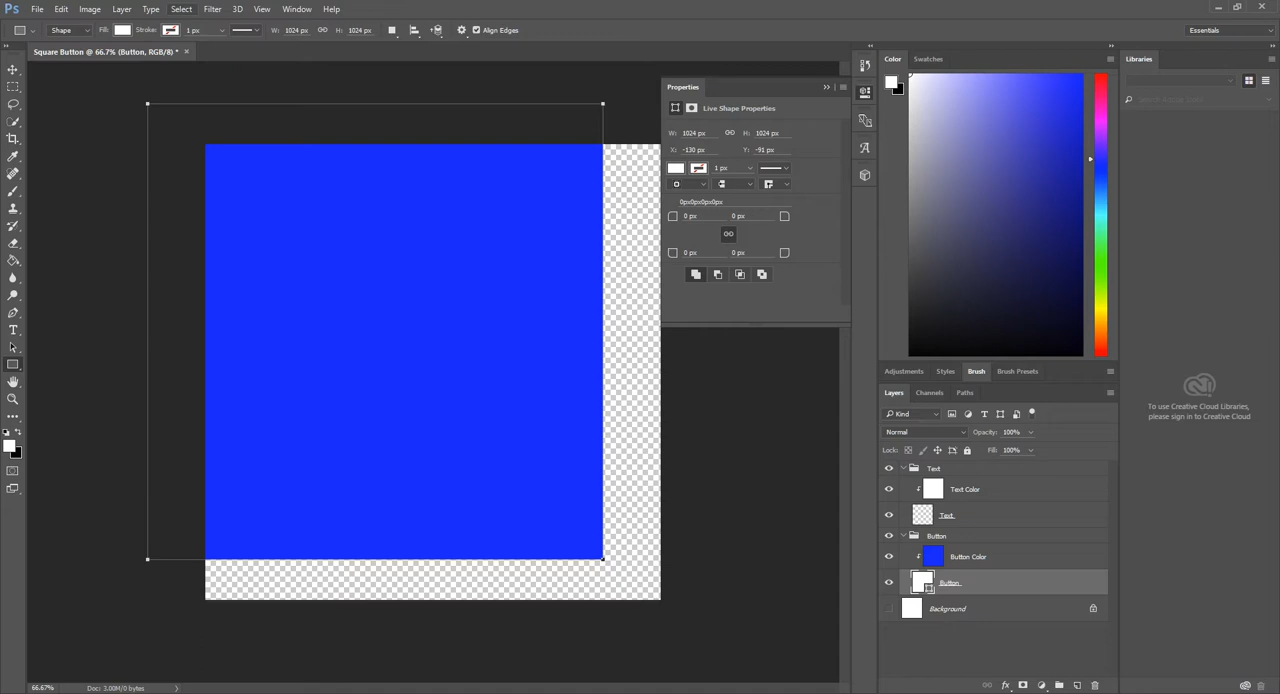 Ps File Edit Image Layer Type Select Filter 3D View Window Help
Shape Fill: Stroke: 1 px W: 1024 px H: 1024 px Align Edges Essentials
Square Button @ 66.7% (Button, RGB/8) * ×
Properties
Live Shape Properties
W: 1024 px H: 1024 px
X: -130 px Y: -91 px
1 px
0px0px0px0px
0 px 0 px
0 px 0 px
Color Swatches
Adjustments Styles Brush Brush Presets
Layers Channels Paths
Kind
Normal Opacity: 100%
Lock: Fill: 100%
Text
Text Color
Text
Button
Button Color
Button
Background
Libraries
Search Adobe Stock
To use Creative Cloud Libraries,
please sign in to Creative Cloud
66.67% Doc: 3.00M/0 bytes